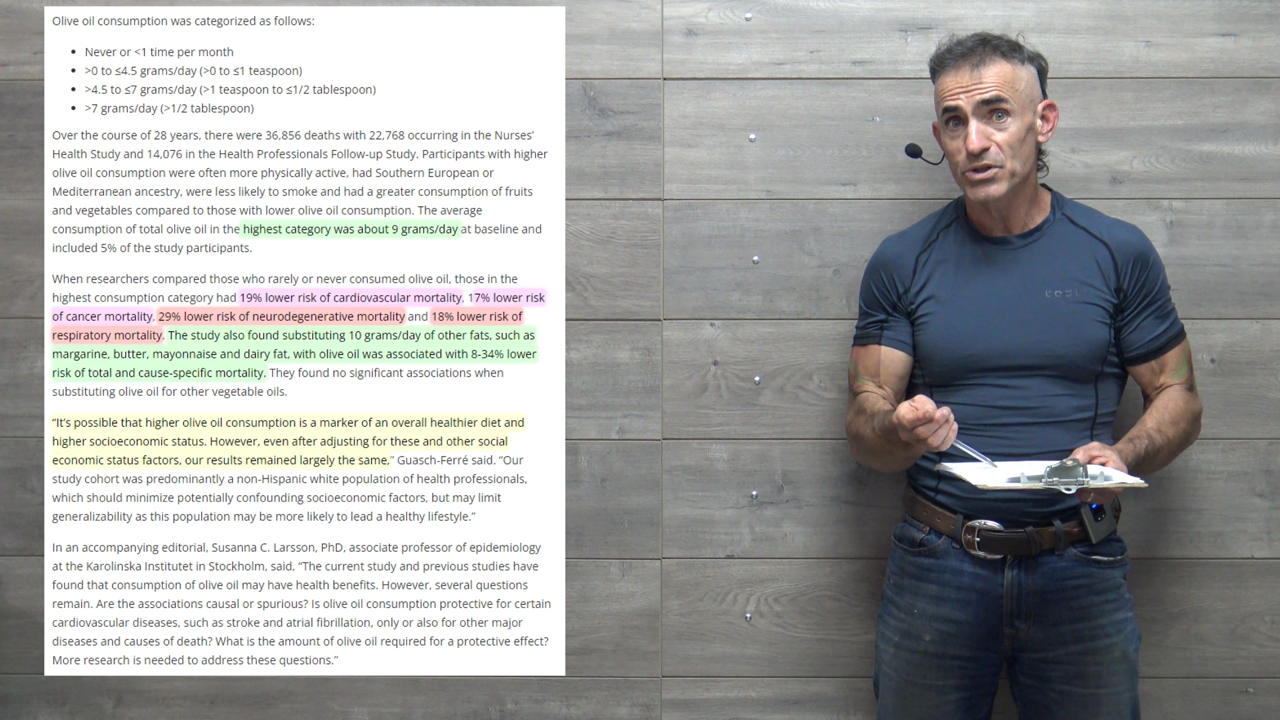 Olive oil consumption was categorized as follows:
• Never or <1 time per month
• >0 to ≤4.5 grams/day (>0 to ≤1 teaspoon)
• >4.5 to ≤7 grams/day (>1 teaspoon to ≤1/2 tablespoon)
• >7 grams/day (>1/2 tablespoon)
Over the course of 28 years, there were 36,856 deaths with 22,768 occurring in the Nurses’
Health Study and 14,076 in the Health Professionals Follow-up Study. Participants with higher
olive oil consumption were often more physically active, had Southern European or
Mediterranean ancestry, were less likely to smoke and had a greater consumption of fruits
and vegetables compared to those with lower olive oil consumption. The average
consumption of total olive oil in the highest category was about 9 grams/day at baseline and
included 5% of the study participants.
When researchers compared those who rarely or never consumed olive oil, those in the
highest consumption category had 19% lower risk of cardiovascular mortality, 17% lower risk
of cancer mortality, 29% lower risk of neurodegenerative mortality and 18% lower risk of
respiratory mortality. The study also found substituting 10 grams/day of other fats, such as
margarine, butter, mayonnaise and dairy fat, with olive oil was associated with 8-34% lower
risk of total and cause-specific mortality. They found no significant associations when
substituting olive oil for other vegetable oils.
“It’s possible that higher olive oil consumption is a marker of an overall healthier diet and
higher socioeconomic status. However, even after adjusting for these and other social
economic status factors, our results remained largely the same,” Guasch-Ferré said. “Our
study cohort was predominantly a non-Hispanic white population of health professionals,
which should minimize potentially confounding socioeconomic factors, but may limit
generalizability as this population may be more likely to lead a healthy lifestyle.”
In an accompanying editorial, Susanna C. Larsson, PhD, associate professor of epidemiology
at the Karolinska Institutet in Stockholm, said, “The current study and previous studies have
found that consumption of olive oil may have health benefits. However, several questions
remain. Are the associations causal or spurious? Is olive oil consumption protective for certain
cardiovascular diseases, such as stroke and atrial fibrillation, only or also for other major
diseases and causes of death? What is the amount of olive oil required for a protective effect?
More research is needed to address these questions.”